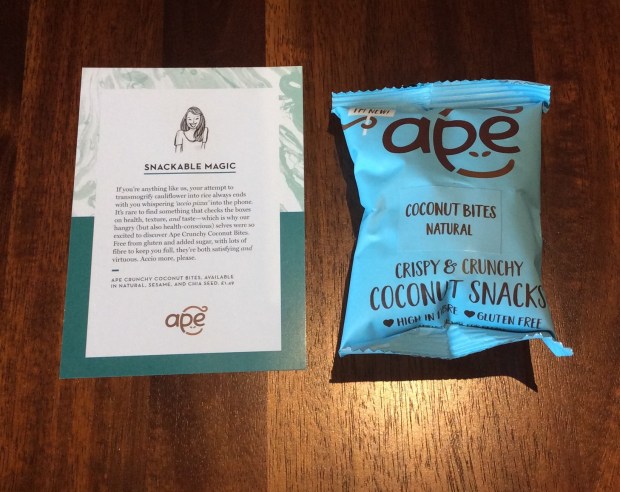 SNACKABLE MAGIC
If you're anything like us, your attempt to
transmogrify cauliflower into rice always ends
with you whispering 'accio pizza' into the phone.
It's rare to find something that checks the boxes
on health, texture, and taste—which is why our
hungry (but also health-conscious) selves were so
excited to discover Ape Crunchy Coconut Bites.
Free from gluten and added sugar, with lots of
fibre to keep you full, they're both satisfying and
virtuous. Accio more, please.
APE CRUNCHY COCONUT BITES, AVAILABLE
IN NATURAL, SESAME, AND CHIA SEED.
ape
I'M NEW!
ape
COCONUT BITES
NATURAL
CRISPY & CRUNCHY
COCONUT SNACKS
HIGH IN
GLUTEN FREE